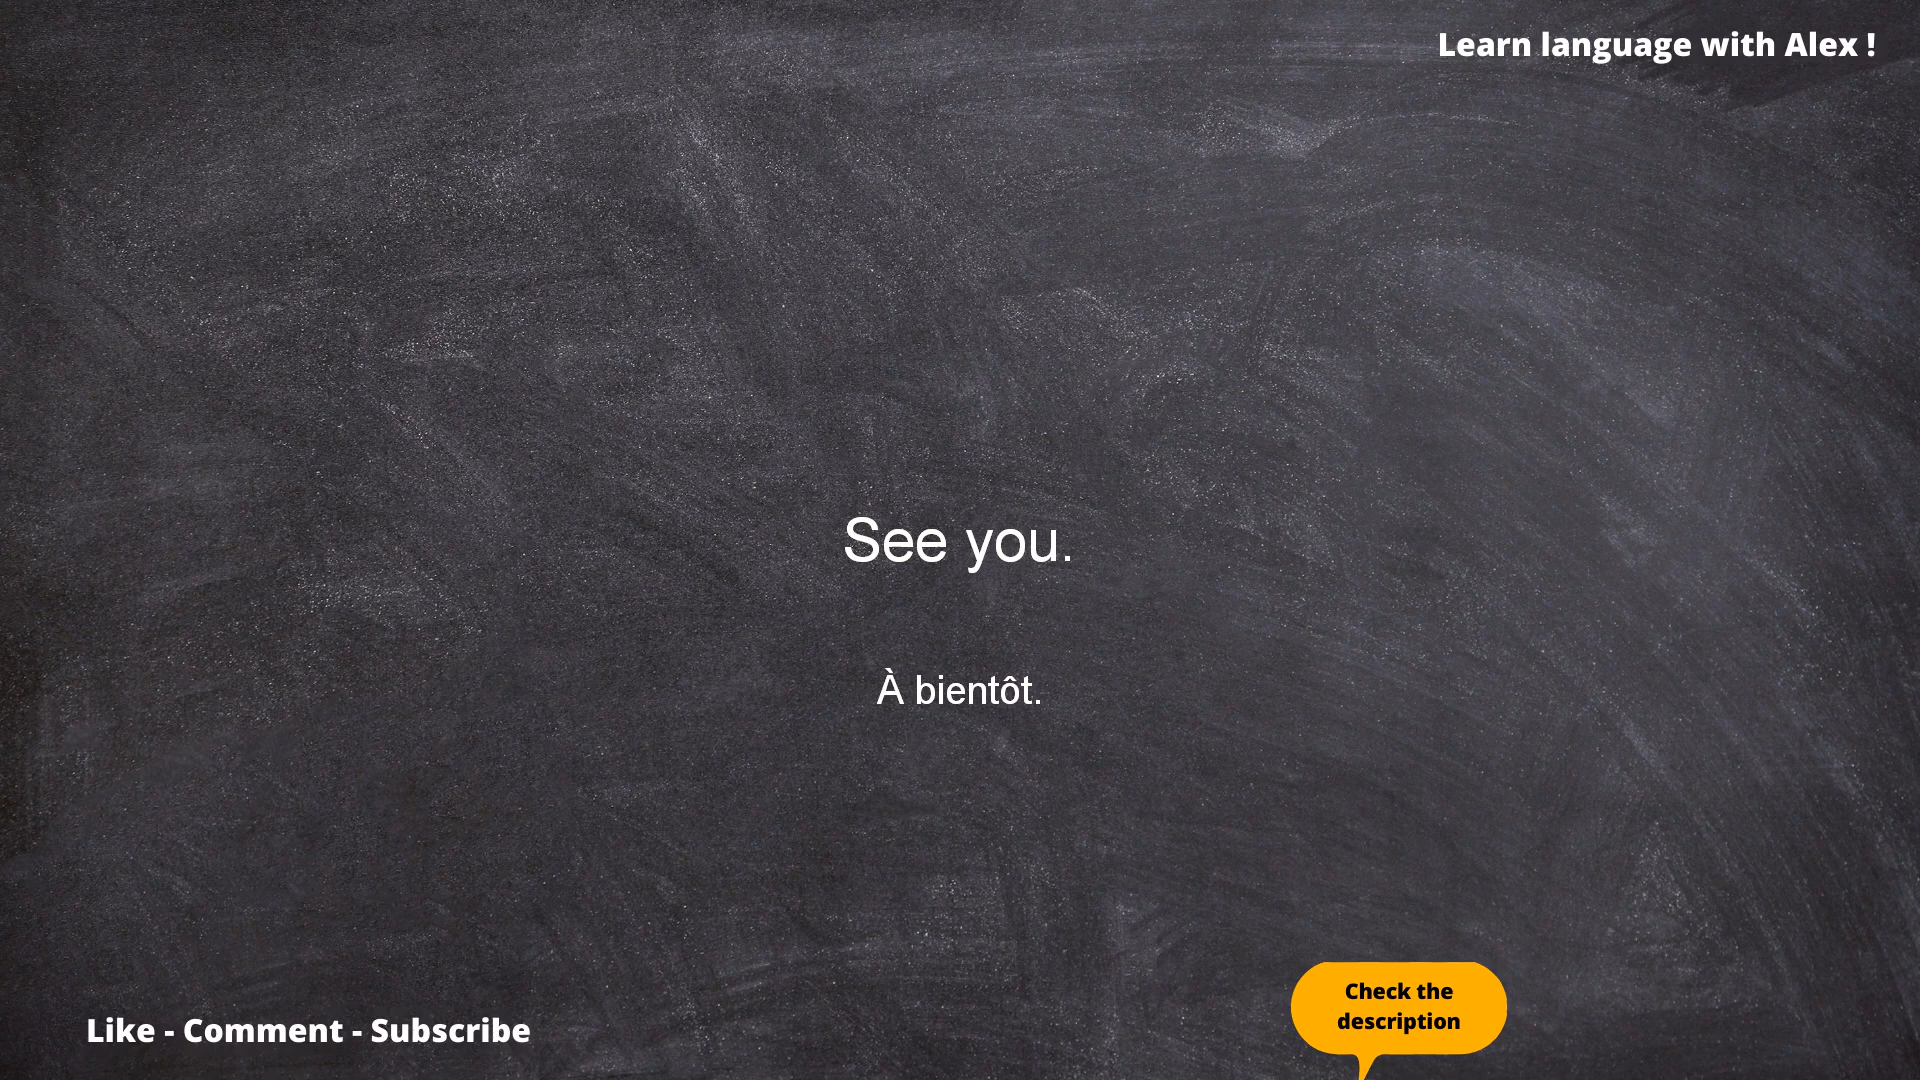 Learn language with Alex !
See you.
À bientôt.
Check the
description
Like - Comment - Subscribe